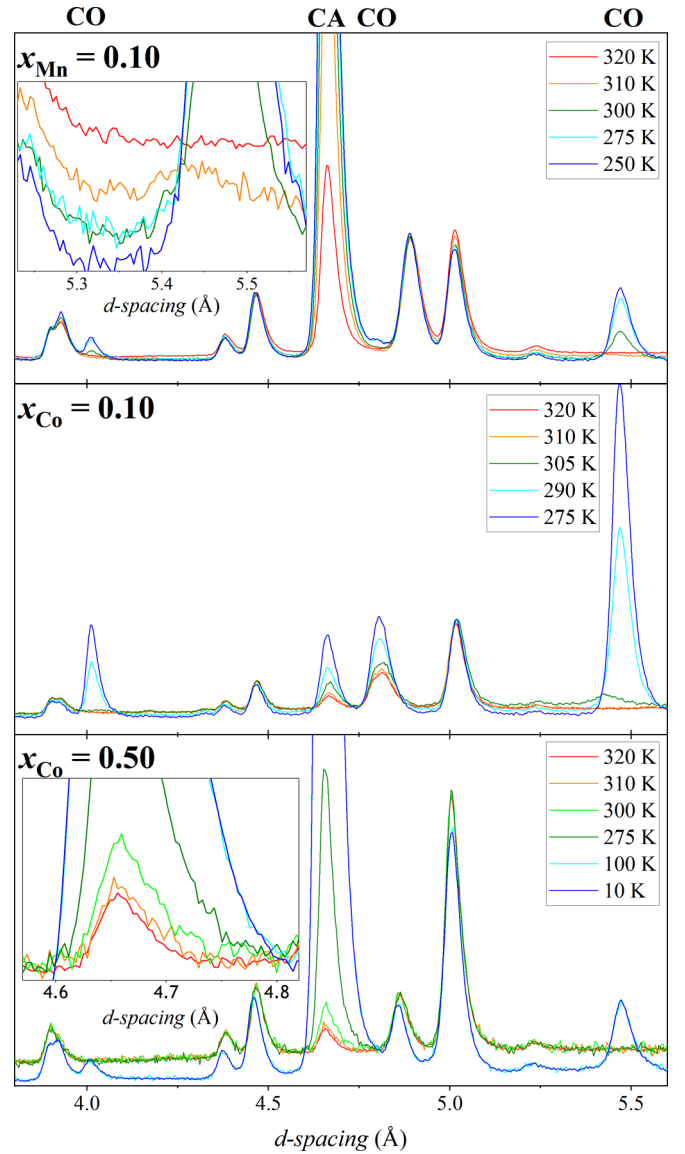 CO CA CO CO
xMn = 0.10
320 K
310 K
300 K
275 K
250 K
5.3 5.4 5.5
d-spacing (Å)
xCo = 0.10
320 K
310 K
305 K
290 K
275 K
xCo = 0.50
320 K
310 K
300 K
275 K
100 K
10 K
4.6 4.7 4.8
d-spacing (Å)
4.0 4.5 5.0 5.5
d-spacing (Å)